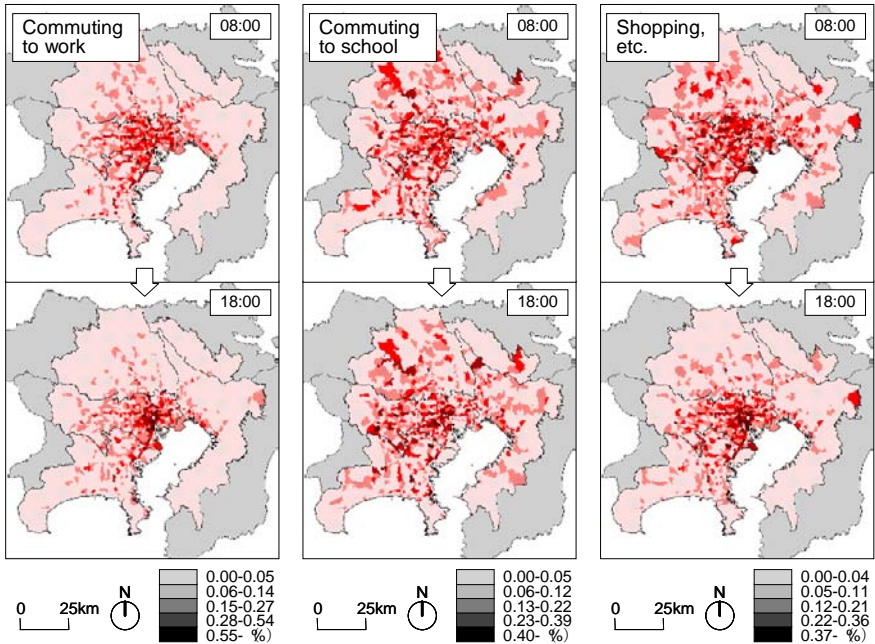 Commuting
to work
08:00
Commuting
to school
08:00
Shopping,
etc.
08:00
18:00
18:00
18:00
0 25km
N
0.00-0.05
0.06-0.14
0.15-0.27
0.28-0.54
0.55- %)
0 25km
N
0.00-0.05
0.06-0.12
0.13-0.22
0.23-0.39
0.40- %)
0 25km
N
0.00-0.04
0.05-0.11
0.12-0.21
0.22-0.36
0.37- %)